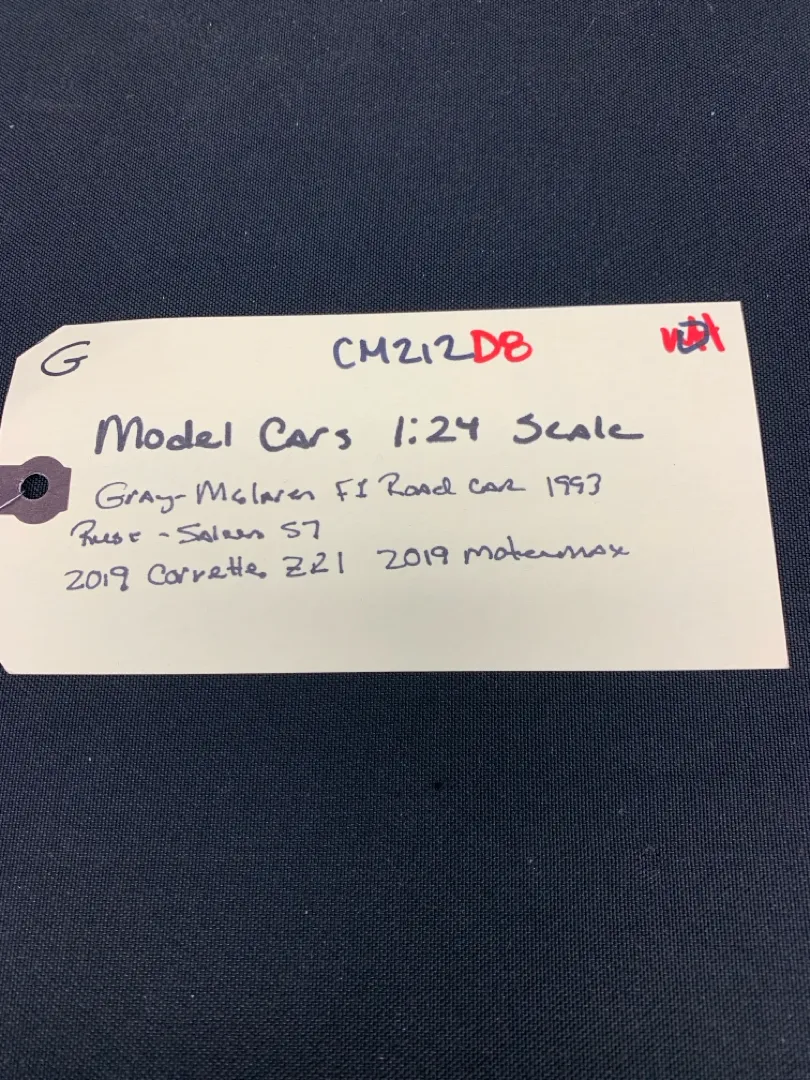 G CM212D8
Model Cars 1:24 Scale
Gray-Mclaren F1 Road Car 1993
Rust - Saleen S7
2019 Corvette ZR1 2019 Motormax